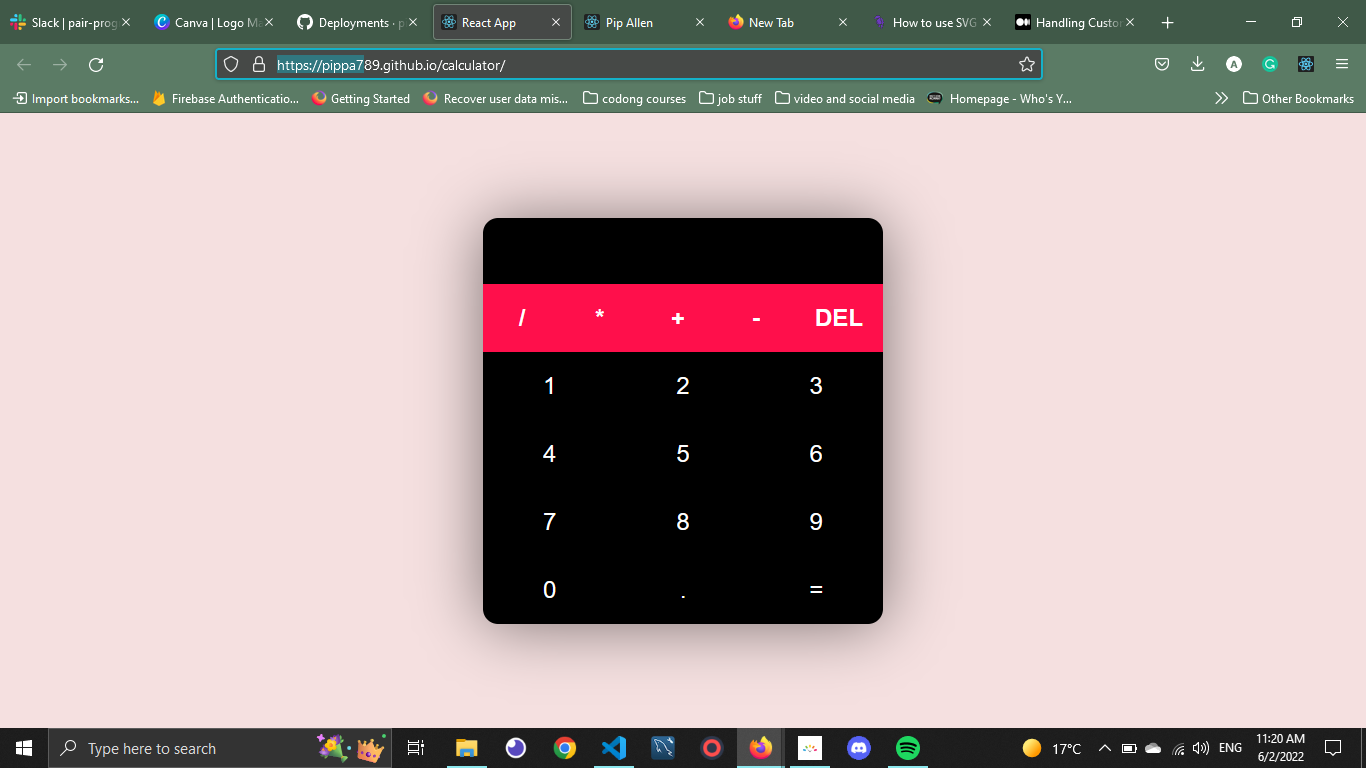 Slack | pair-prog
Canva | Logo Ma
Deployments · p
React App
Pip Allen
New Tab
How to use SVG
Handling Custor
https://pippa789.github.io/calculator/
A
G
Import bookmarks...
Firebase Authenticatio...
Getting Started
Recover user data mis...
codong courses
job stuff
video and social media
Homepage - Who's Y...
Other Bookmarks
/ * + - DEL
1 2 3
4 5 6
7 8 9
0 . =
Type here to search
17°C
ENG
11:20 AM
6/2/2022